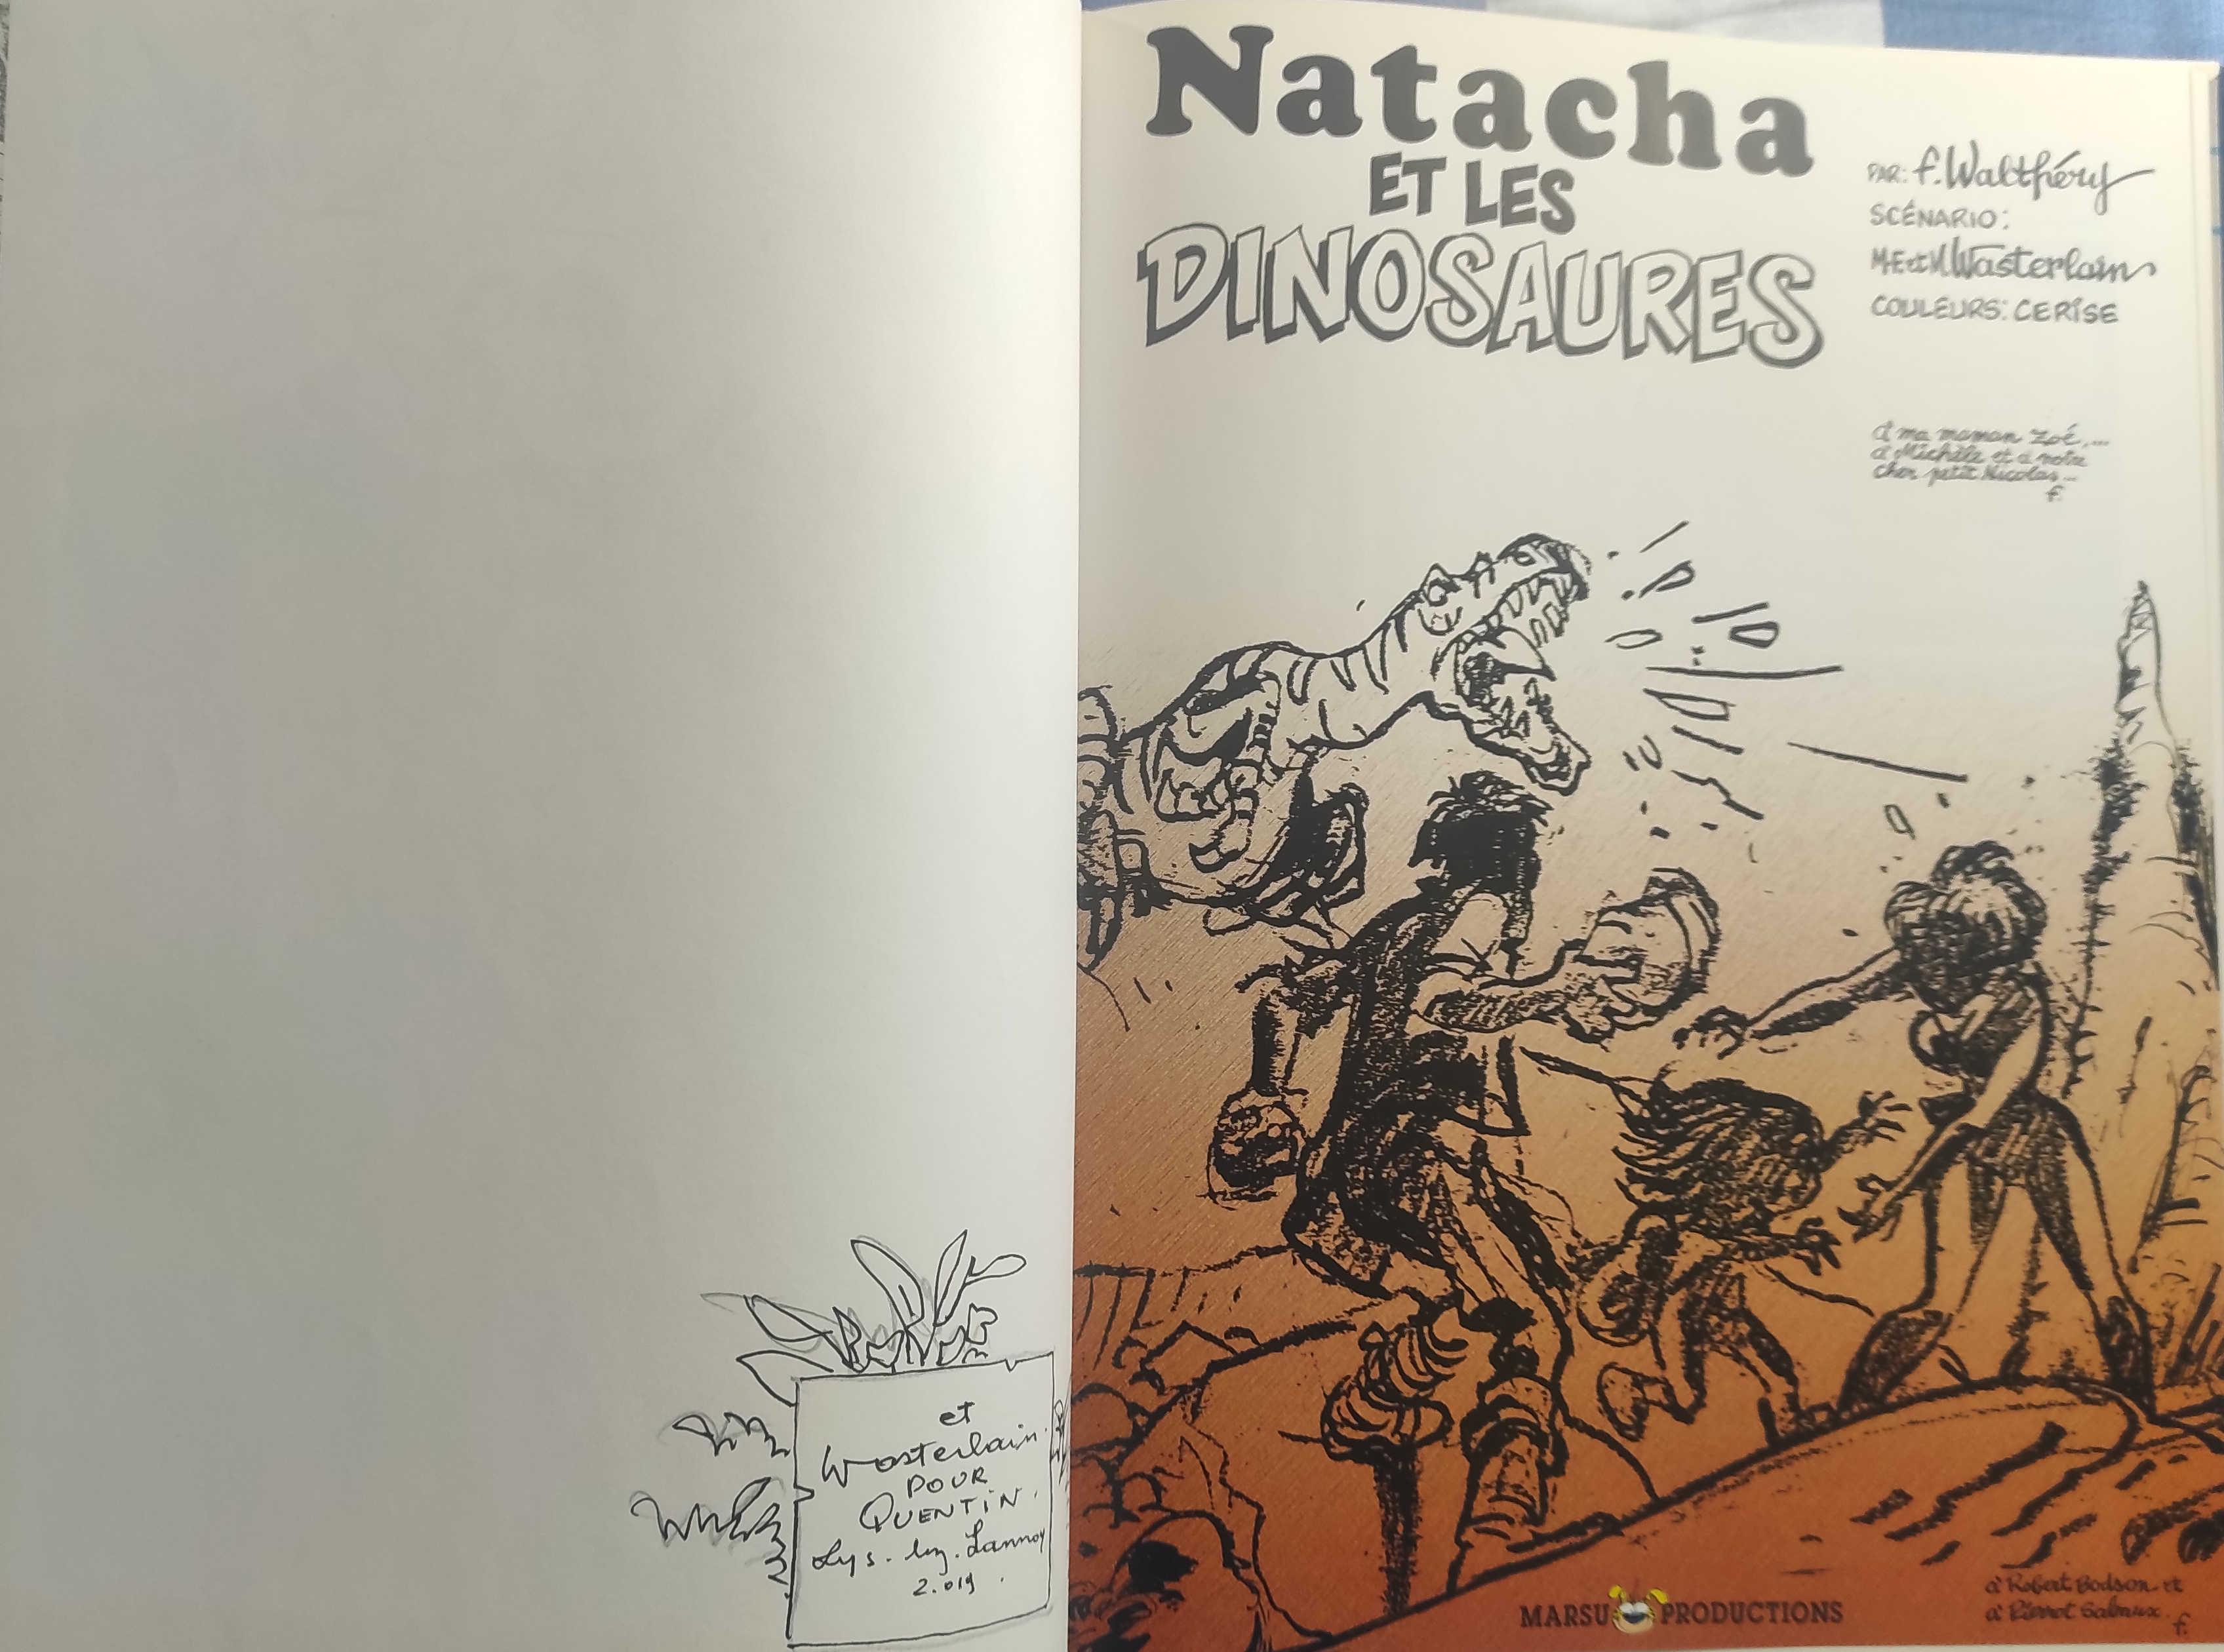 et
Wasterlain.
POUR
QUENTIN.
Lys. lez. Lannoy
2.019.
Natacha
ET LES
DINOSAURES
PAR: f. Walthéry
SCÉNARIO:
M-E et M. Wasterlain
COULEURS: CERISE
à ma maman Zoé,...
à Michèle et à notre
cher petit Nicolas...
f.
à Robert Bodson et
à Pierrot
f.
MARSU PRODUCTIONS